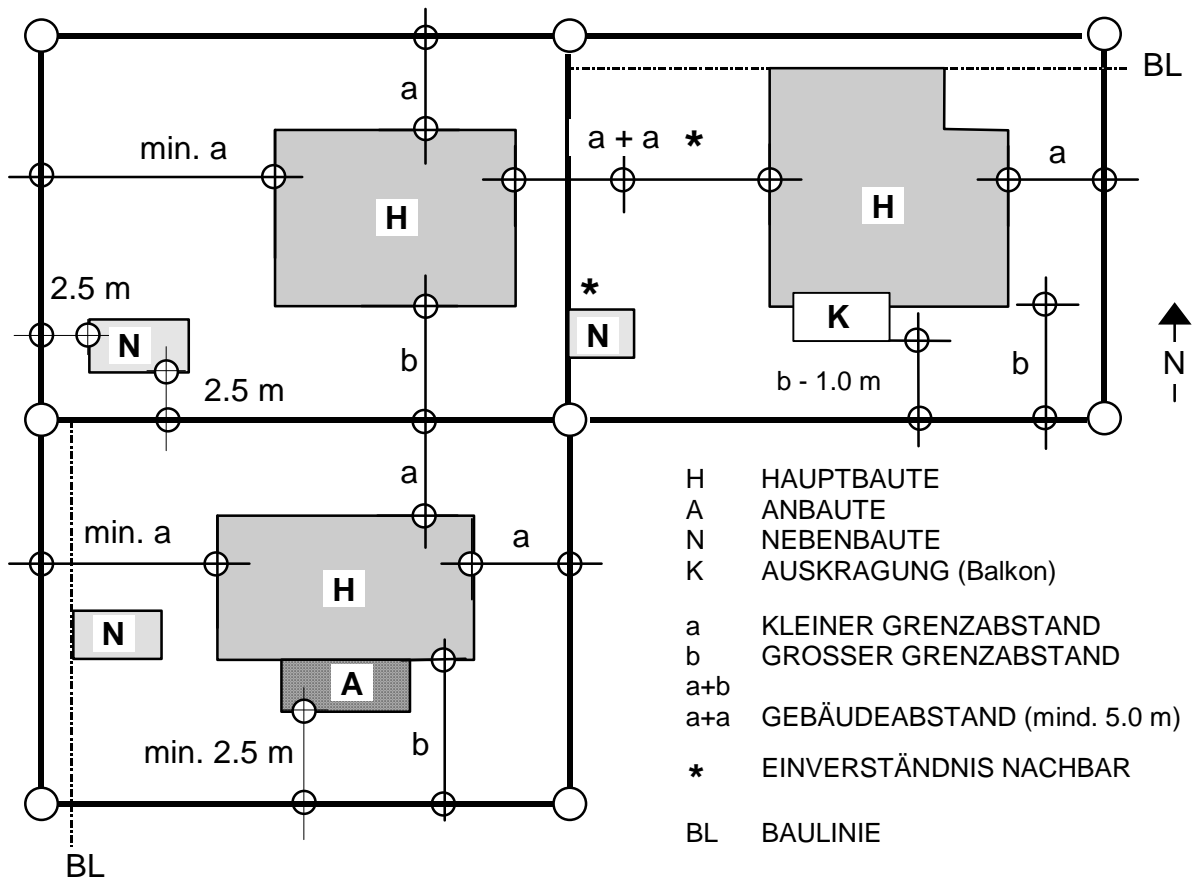 BL
a
a + a *
min. a
a
H
H
2.5 m
*
N
N
K
b
N
2.5 m
b - 1.0 m
b
a
min. a
a
H
N
A
min. 2.5 m
b
BL
H HAUPTBAUTE
A ANBAUTE
N NEBENBAUTE
K AUSKRAGUNG (Balkon)
a KLEINER GRENZABSTAND
b GROSSER GRENZABSTAND
a+b
a+a GEBÄUDEABSTAND (mind. 5.0 m)
* EINVERSTÄNDNIS NACHBAR
BL BAULINIE